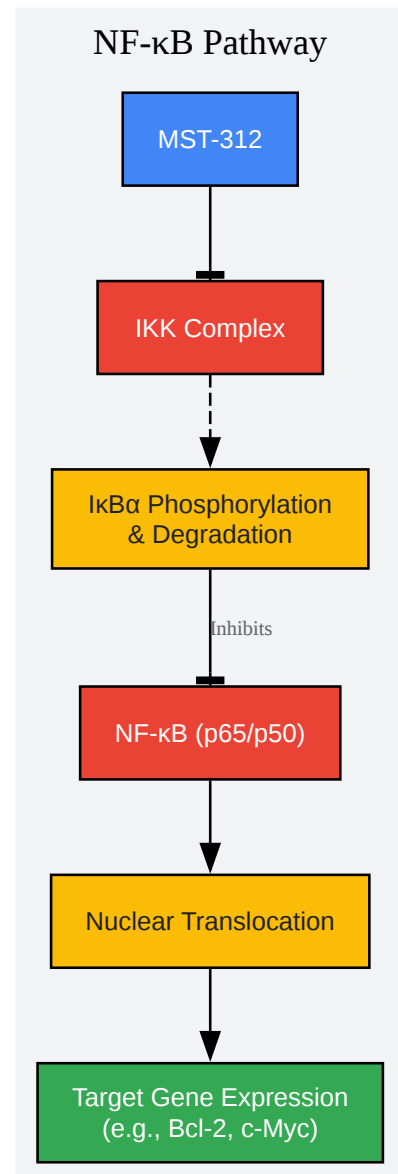 NF-κB Pathway
MST-312
IKK Complex
IκBα Phosphorylation
& Degradation
Inhibits
NF-κB (p65/p50)
Nuclear Translocation
Target Gene Expression
(e.g., Bcl-2, c-Myc)